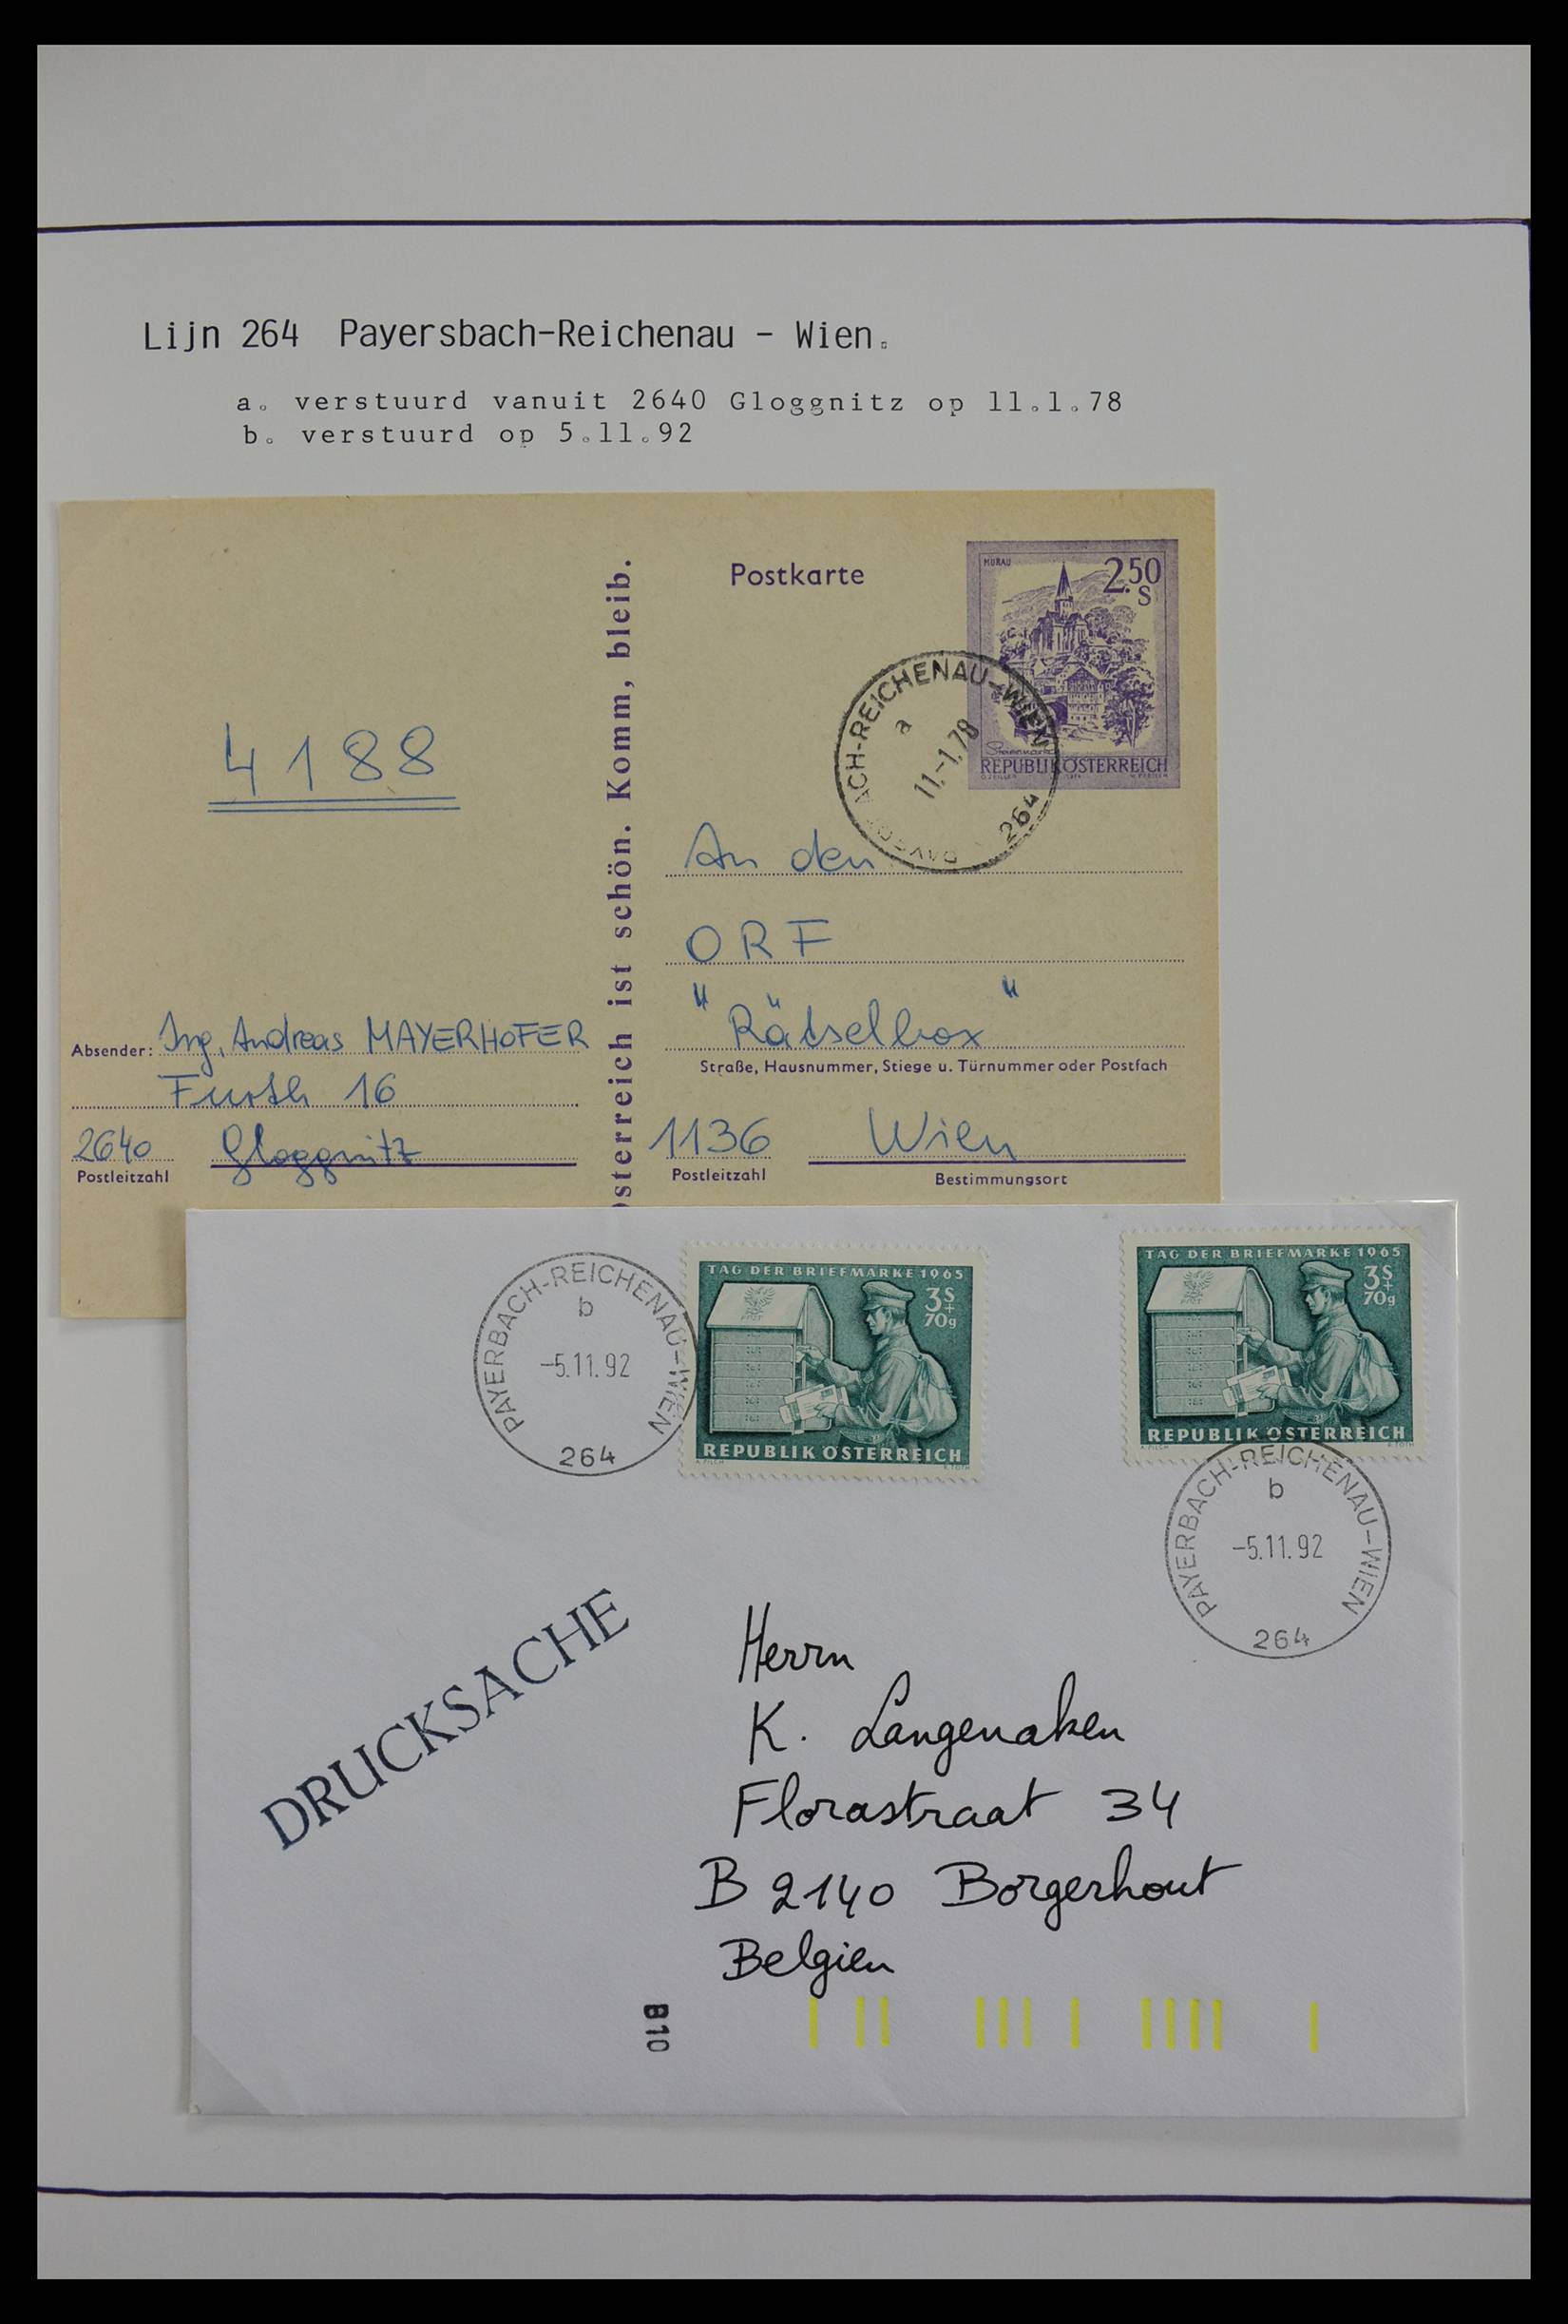 Lijn 264 Payersbach-Reichenau - Wien.
a. verstuurd vanuit 2640 Gloggnitz op 11.1.78
b. verstuurd op 5.11.92
Postkarte
MURAU
2.50
S
Steiermark
REPUBLIK ÖSTERREICH
ACH-REICHENAU-WIEN
a
11.-1.78
264
4188
sterreich ist schön. Komm, bleib.
An den
ORF
"Rätselbox"
Straße, Hausnummer, Stiege u. Türnummer oder Postfach
1136 Wien
Postleitzahl Bestimmungsort
Absender: Ing. Andreas MAYERHOFER
Furth 16
2640 Gloggnitz
Postleitzahl
PAYERBACH-REICHENAU-WIEN
b
-5.11.92
264
TAG DER BRIEFMARKE 1965
3S
+
70g
REPUBLIK ÖSTERREICH
TAG DER BRIEFMARKE 1965
3S
+
70g
REPUBLIK ÖSTERREICH
PAYERBACH-REICHENAU-WIEN
b
-5.11.92
264
DRUCKSACHE
Herrn
K. Langenaken
Florastraat 34
B 2140 Borgerhout
Belgien
B10